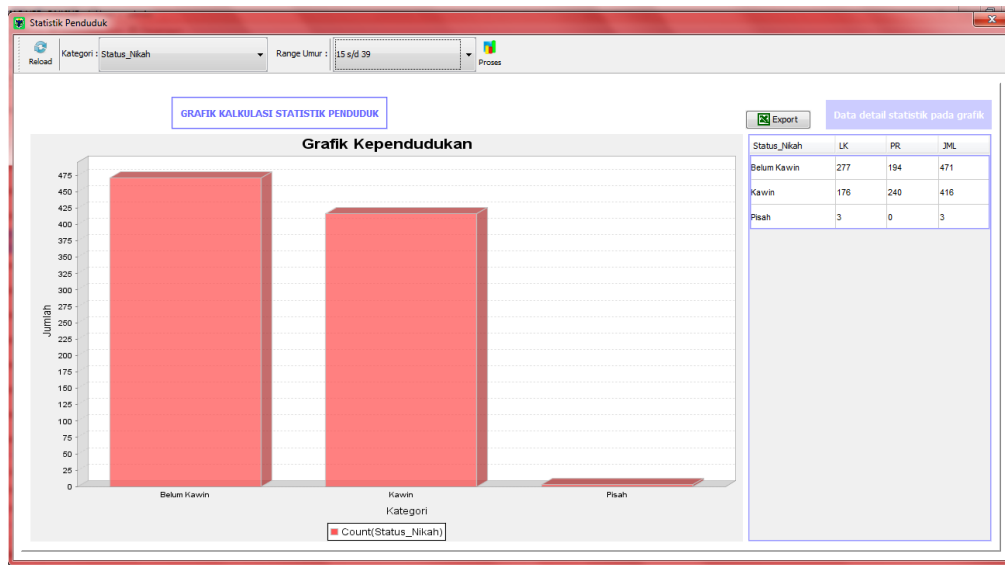 Statistik Penduduk
Reload
Kategori : Status_Nikah
Range Umur : 15 s/d 39
Proses
GRAFIK KALKULASI STATISTIK PENDUDUK
Export
Data detail statistik pada grafik
Grafik Kependudukan
475
450
425
400
375
350
325
300
275
250
225
200
175
150
125
100
75
50
25
0
Jumlah
Belum Kawin Kawin Pisah
Kategori
Count(Status_Nikah)
Status_Nikah LK PR JML
Belum Kawin 277 194 471
Kawin 176 240 416
Pisah 3 0 3